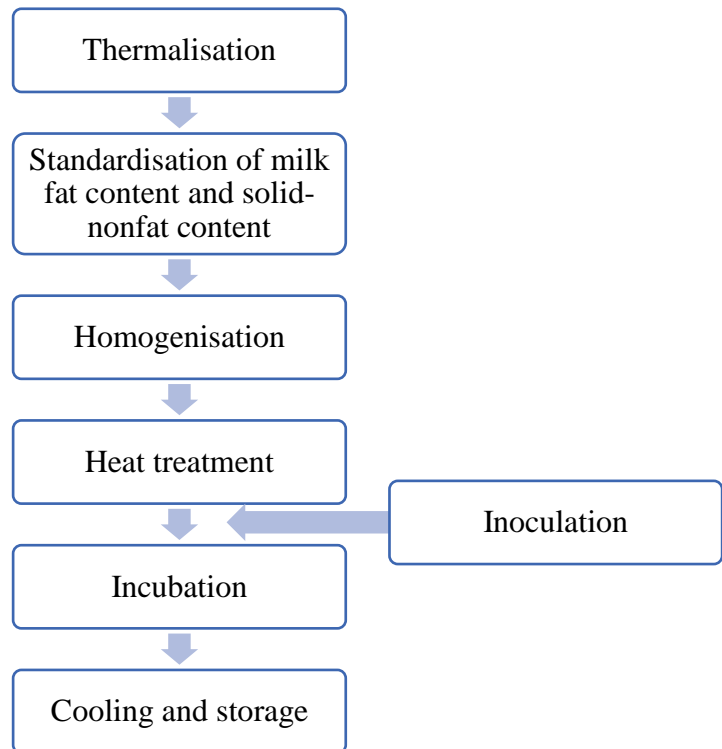 Thermalisation
Standardisation of milk
fat content and solid-
nonfat content
Homogenisation
Heat treatment
Inoculation
Incubation
Cooling and storage